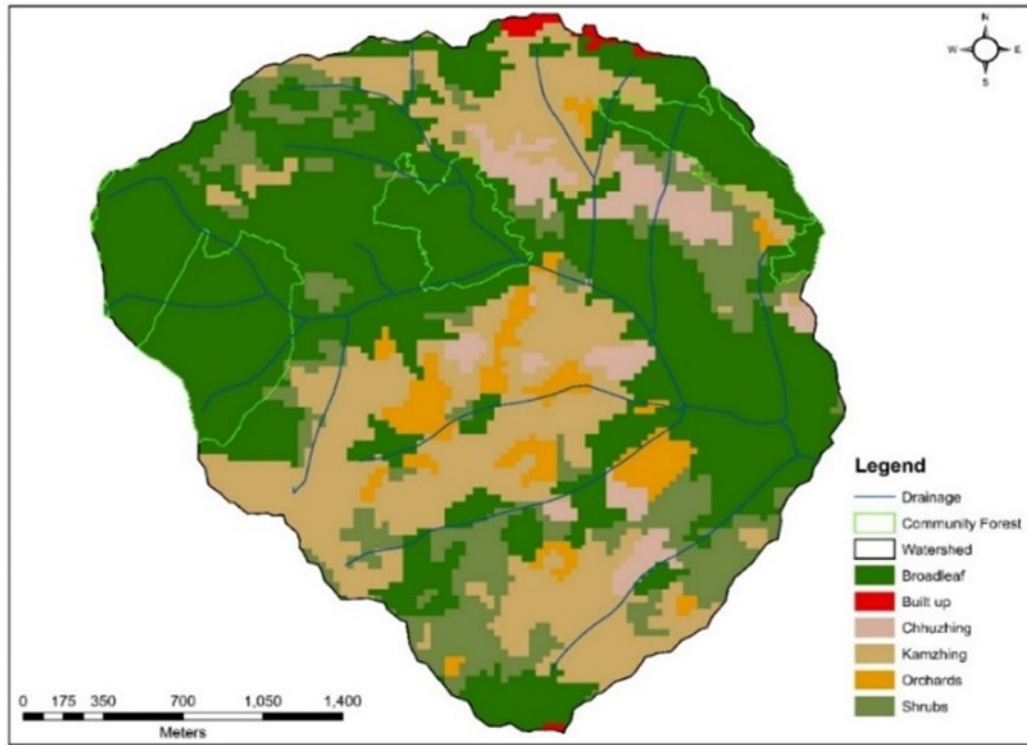 N
W E
S
Legend
Drainage
Community Forest
Watershed
Broadleaf
Built up
Chhuzhing
Kamzhing
Orchards
Shrubs
0 175 350 700 1,050 1,400
Meters